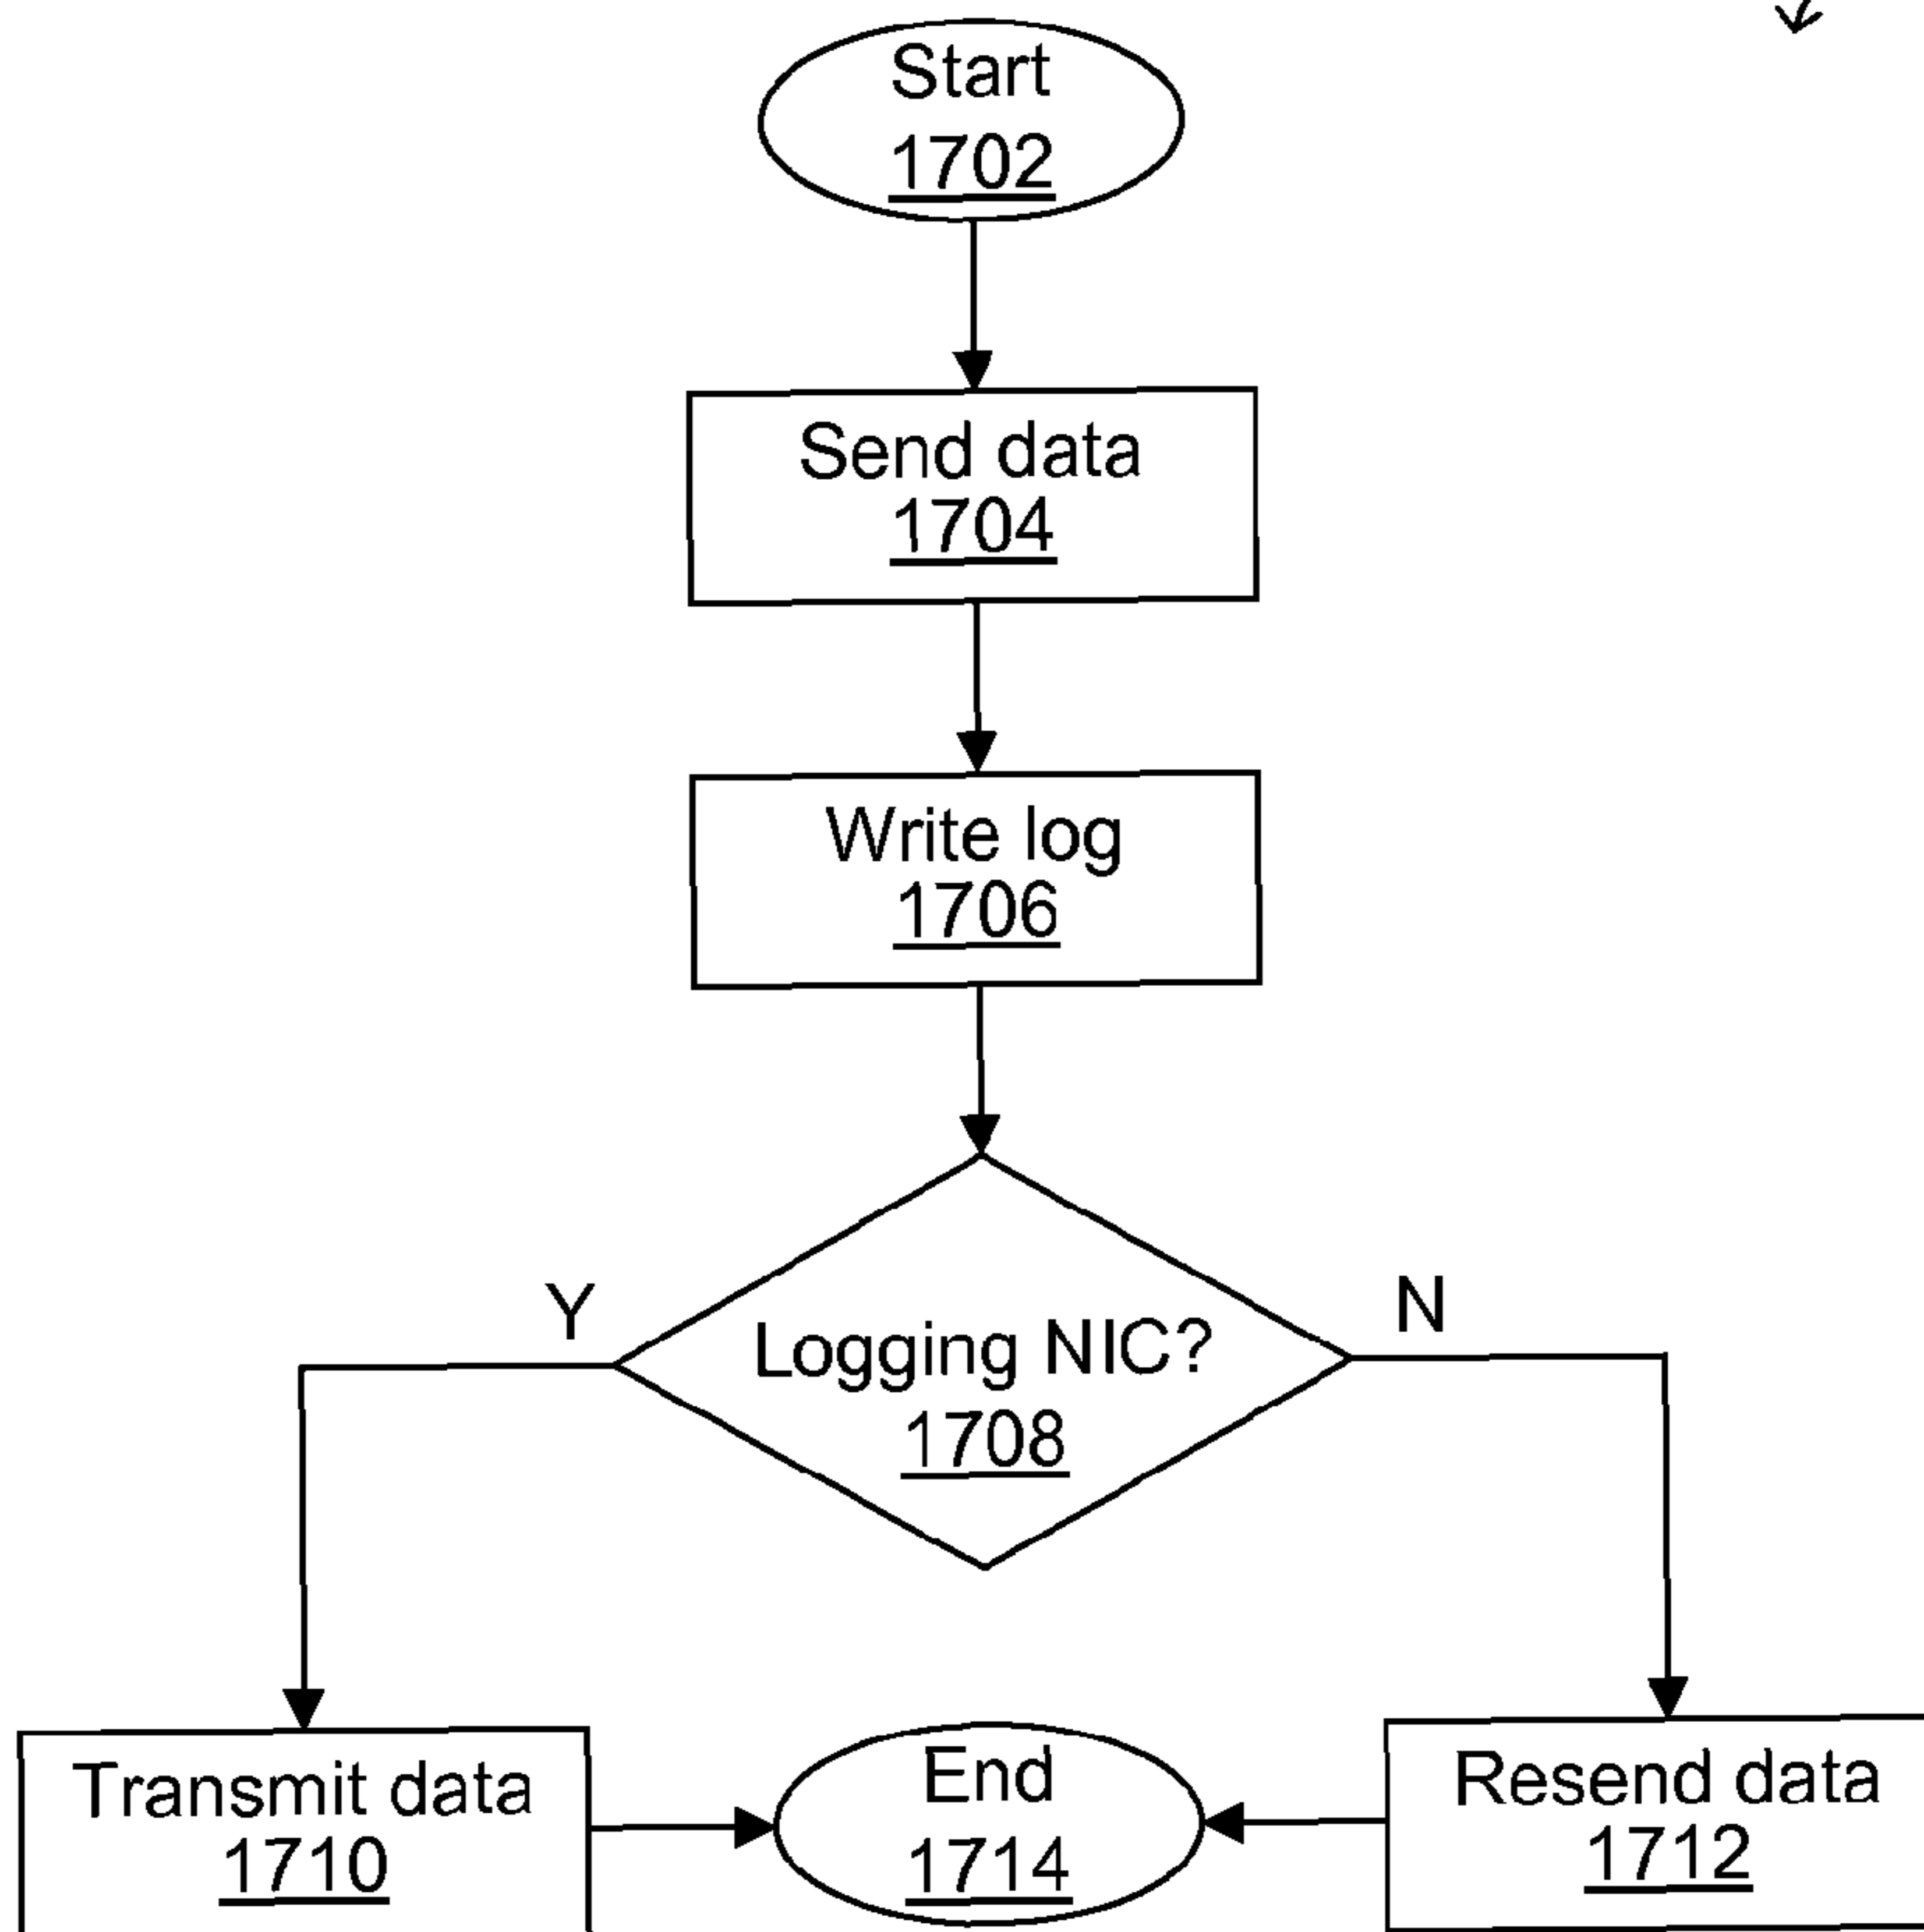 Start
1702
Send data
1704
Write log
1706
Y
N
Logging NIC?
1708
Transmit data
1710
End
1714
Resend data
1712